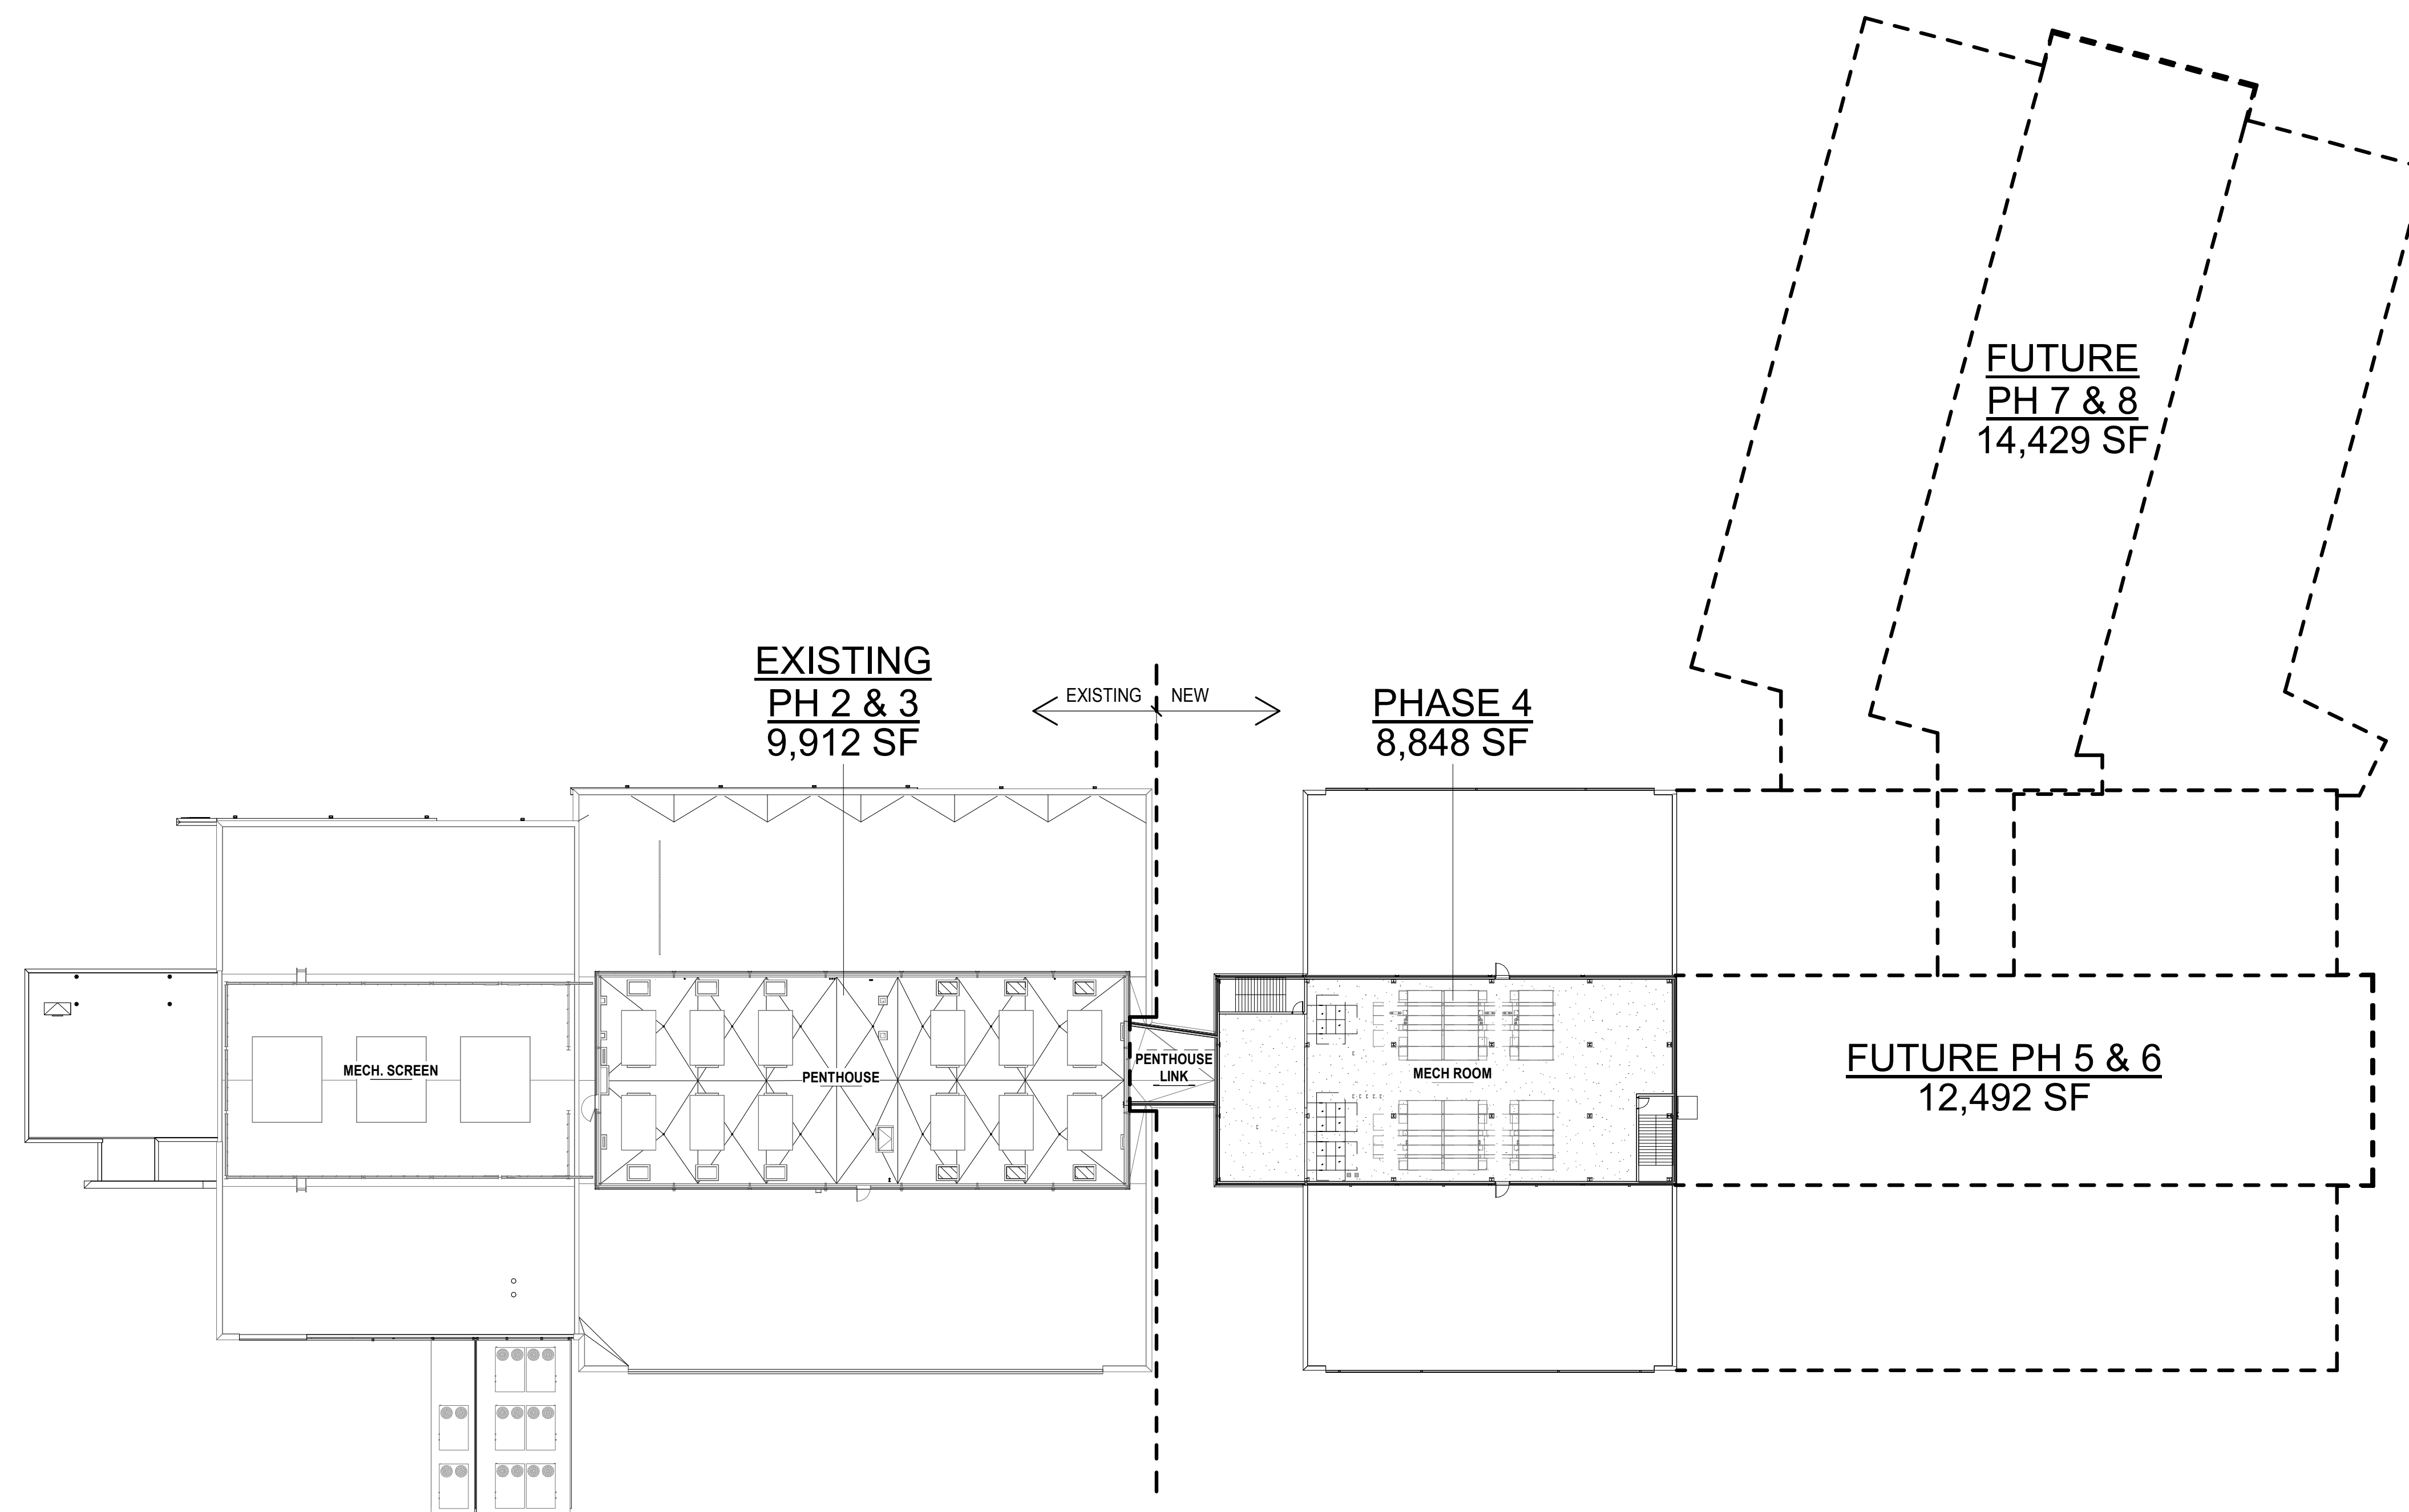 FUTURE
PH 7 & 8
14,429 SF
EXISTING
PH 2 & 3
9,912 SF
EXISTING
NEW
PHASE 4
8,848 SF
MECH. SCREEN
PENTHOUSE
PENTHOUSE
LINK
MECH ROOM
FUTURE PH 5 & 6
12,492 SF